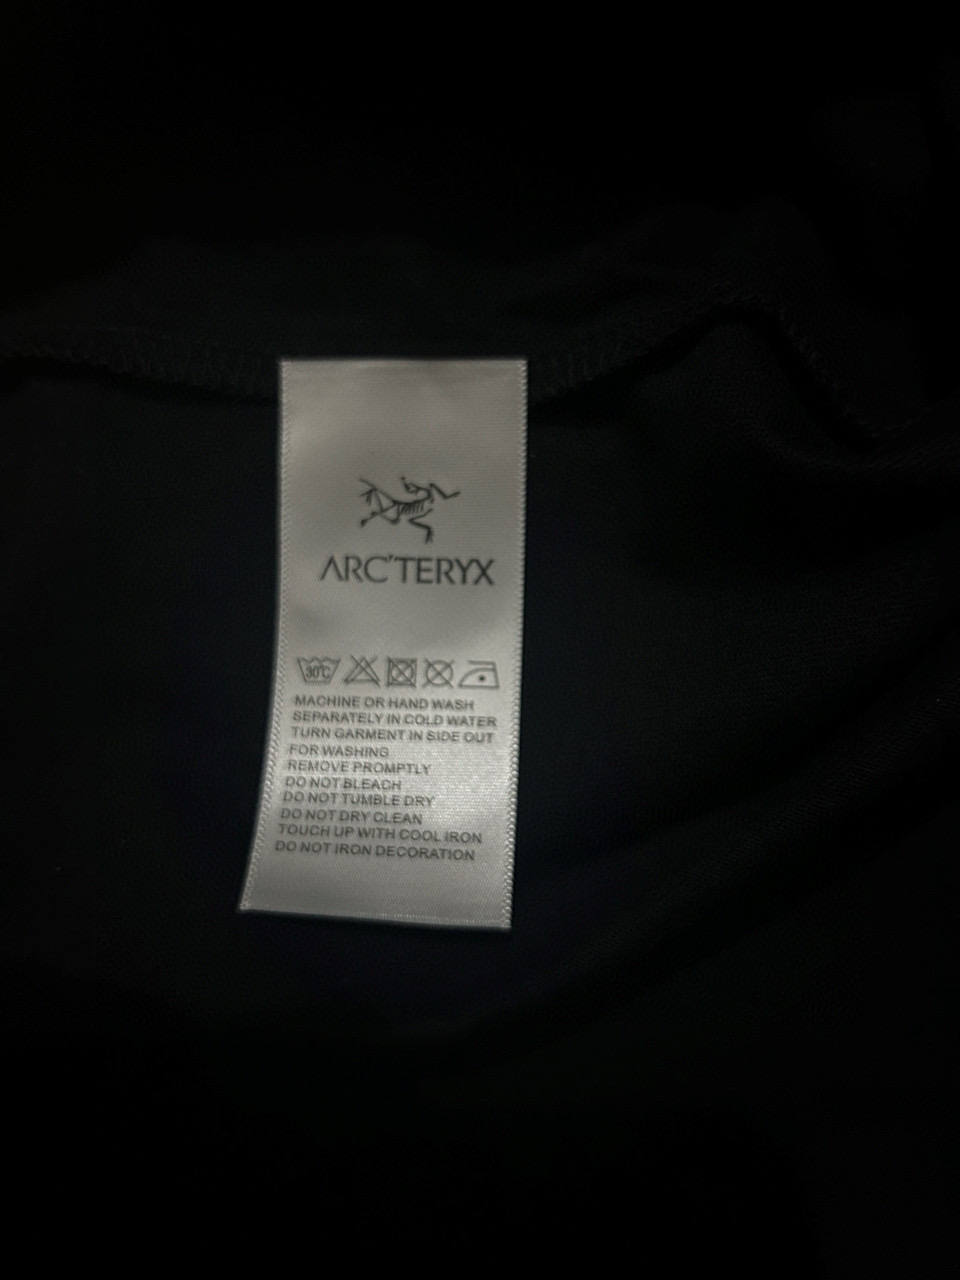 ARC'TERYX
30°C
MACHINE OR HAND WASH
SEPARATELY IN COLD WATER
TURN GARMENT IN SIDE OUT
FOR WASHING
REMOVE PROMPTLY
DO NOT BLEACH
DO NOT TUMBLE DRY
DO NOT DRY CLEAN
TOUCH UP WITH COOL IRON
DO NOT IRON DECORATION